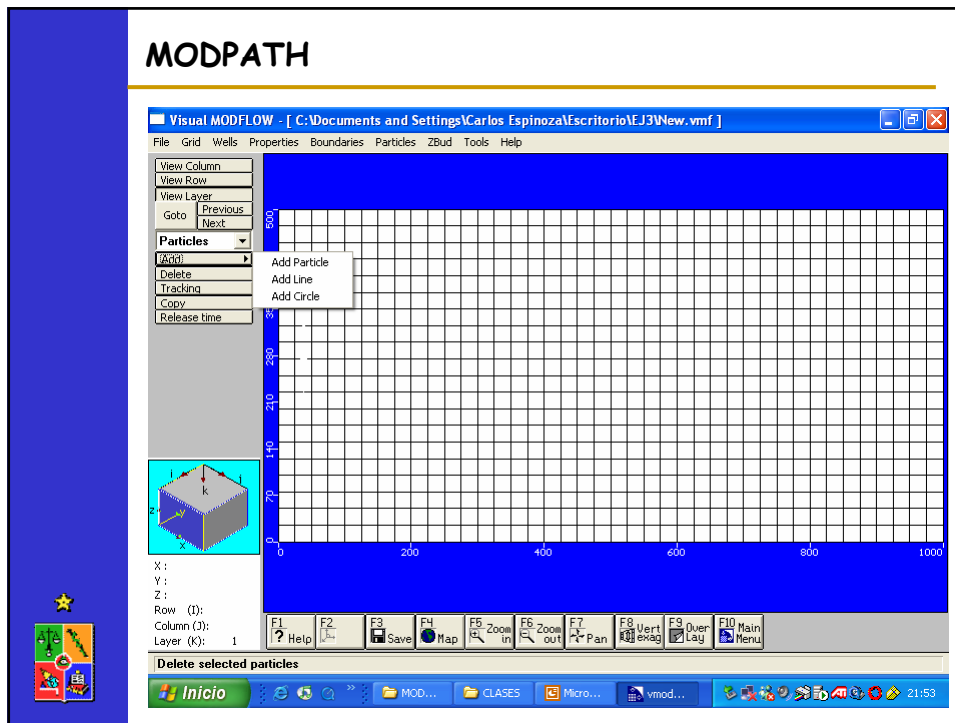 MODPATH
Visual MODFLOW - [ C:\Documents and Settings\Carlos Espinoza\Escritorio\EJ3\New.vmf ]
File Grid Wells Properties Boundaries Particles ZBud Tools Help
View Column
View Row
View Layer
Goto
Previous
Next
Particles
Add
Delete
Tracking
Copy
Release time
Add Particle
Add Line
Add Circle
500
280
210
140
70
0
0 200 400 600 800 1000
i
j
k
z
y
x
X :
Y :
Z :
Row (I):
Column (J):
Layer (K): 1
F1 ? Help
F2
F3 Save
F4 Map
F5 Zoom in
F6 Zoom out
F7 Pan
F8 Vert exag
F9 Over Lay
F10 Main Menu
Delete selected particles
Inicio
MOD...
CLASES
Micro...
vmod...
21:53